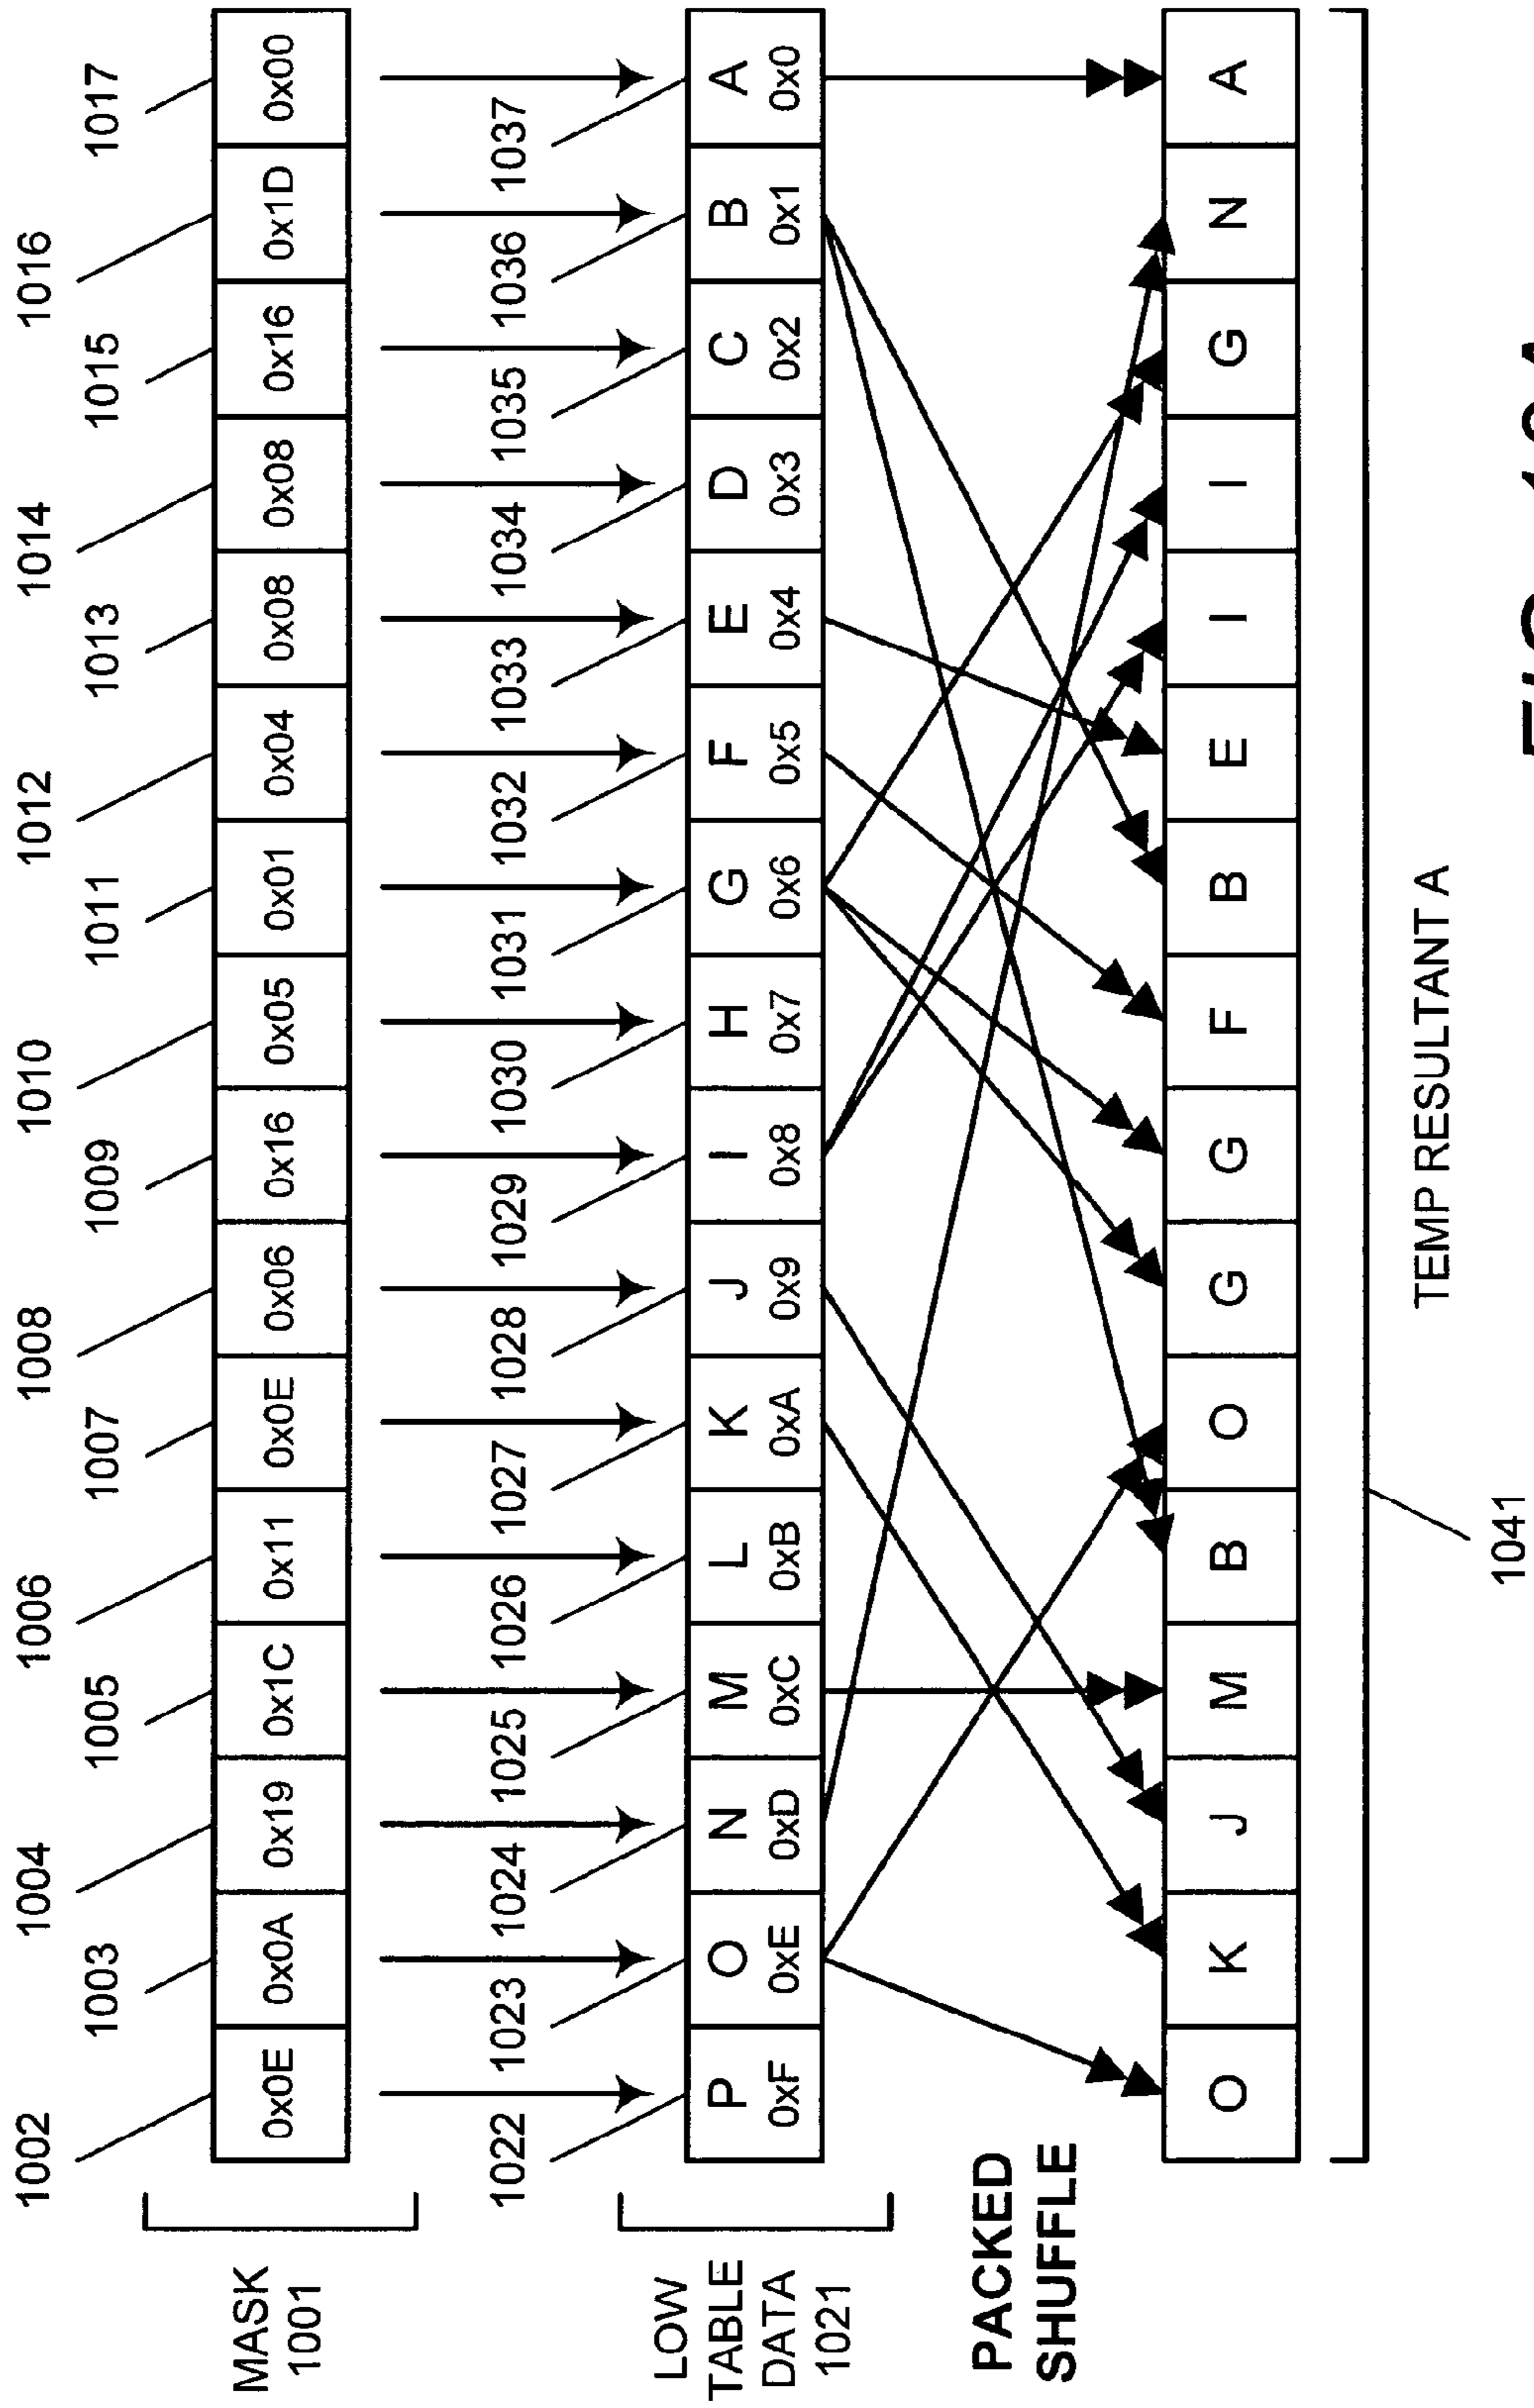 1002 1004 1006 1008 1010 1012 1014 1016
1003 1005 1007 1009 1011 1013 1015 1017
MASK
1001
0x0E 0x0A 0x19 0x1C 0x11 0x0E 0x06 0x16 0x05 0x01 0x04 0x08 0x08 0x16 0x1D 0x00
1022 1023 1024 1025 1026 1027 1028 1029 1030 1031 1032 1033 1034 1035 1036 1037
LOW
TABLE
DATA
1021
P O N M L K J I H G F E D C B A
0xF 0xE 0xD 0xC 0xB 0xA 0x9 0x8 0x7 0x6 0x5 0x4 0x3 0x2 0x1 0x0
PACKED
SHUFFLE
O K J M B O G G F B E I I G N A
TEMP RESULTANT A
1041